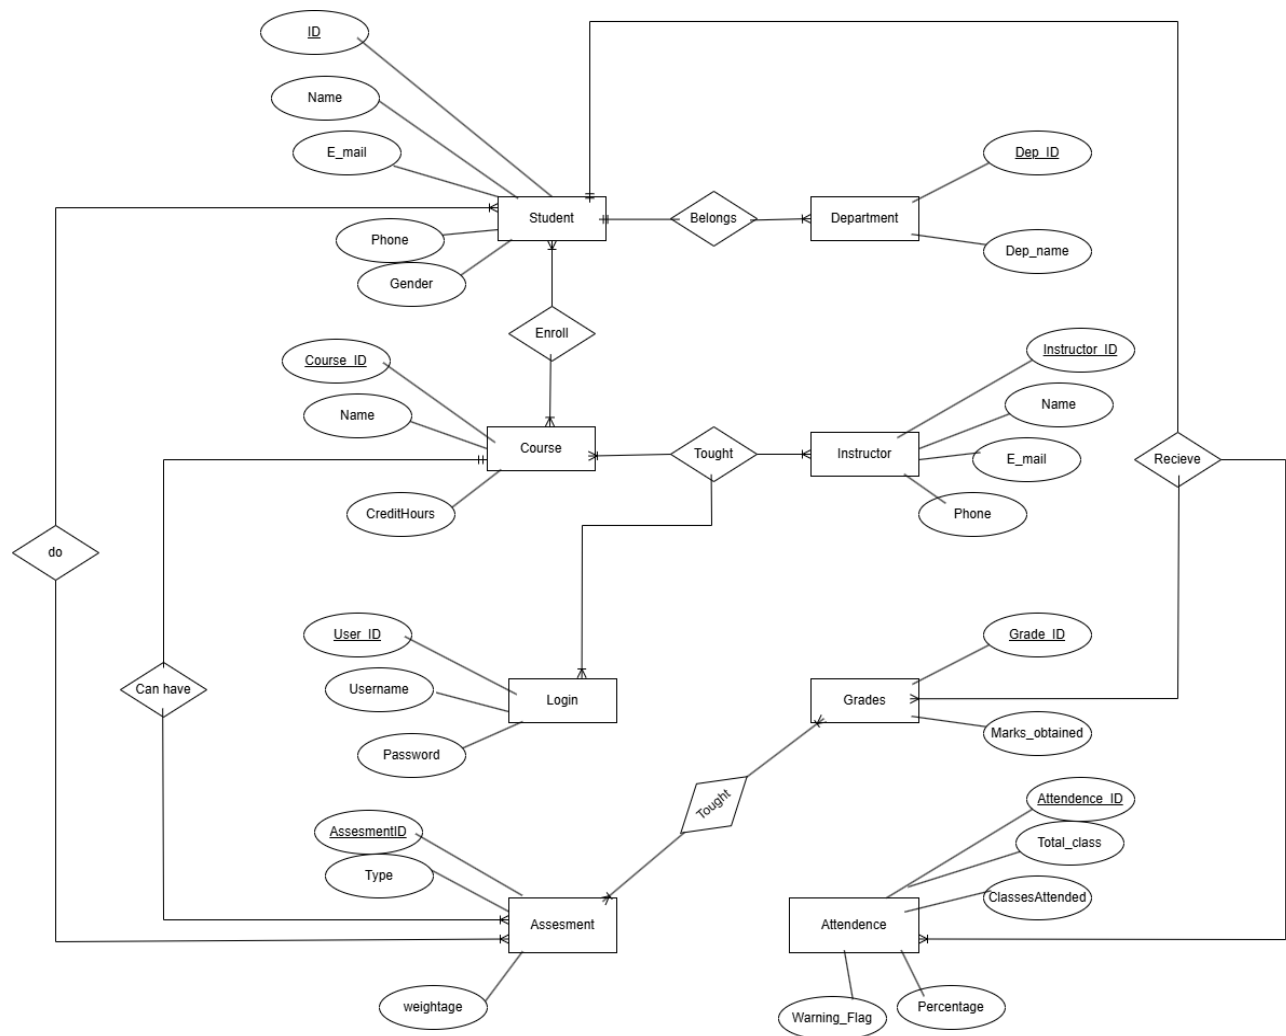 ID
Name
E_mail
Dep_ID
Student
Belongs
Department
Phone
Dep_name
Gender
Enroll
Course_ID
Instructor_ID
Name
Name
Course
Tought
Instructor
E_mail
Recieve
CreditHours
Phone
do
User_ID
Grade_ID
Can have
Username
Login
Grades
Password
Marks_obtained
Tought
Attendence_ID
AssesmentID
Total_class
Type
ClassesAttended
Assesment
Attendence
weightage
Percentage
Warning_Flag